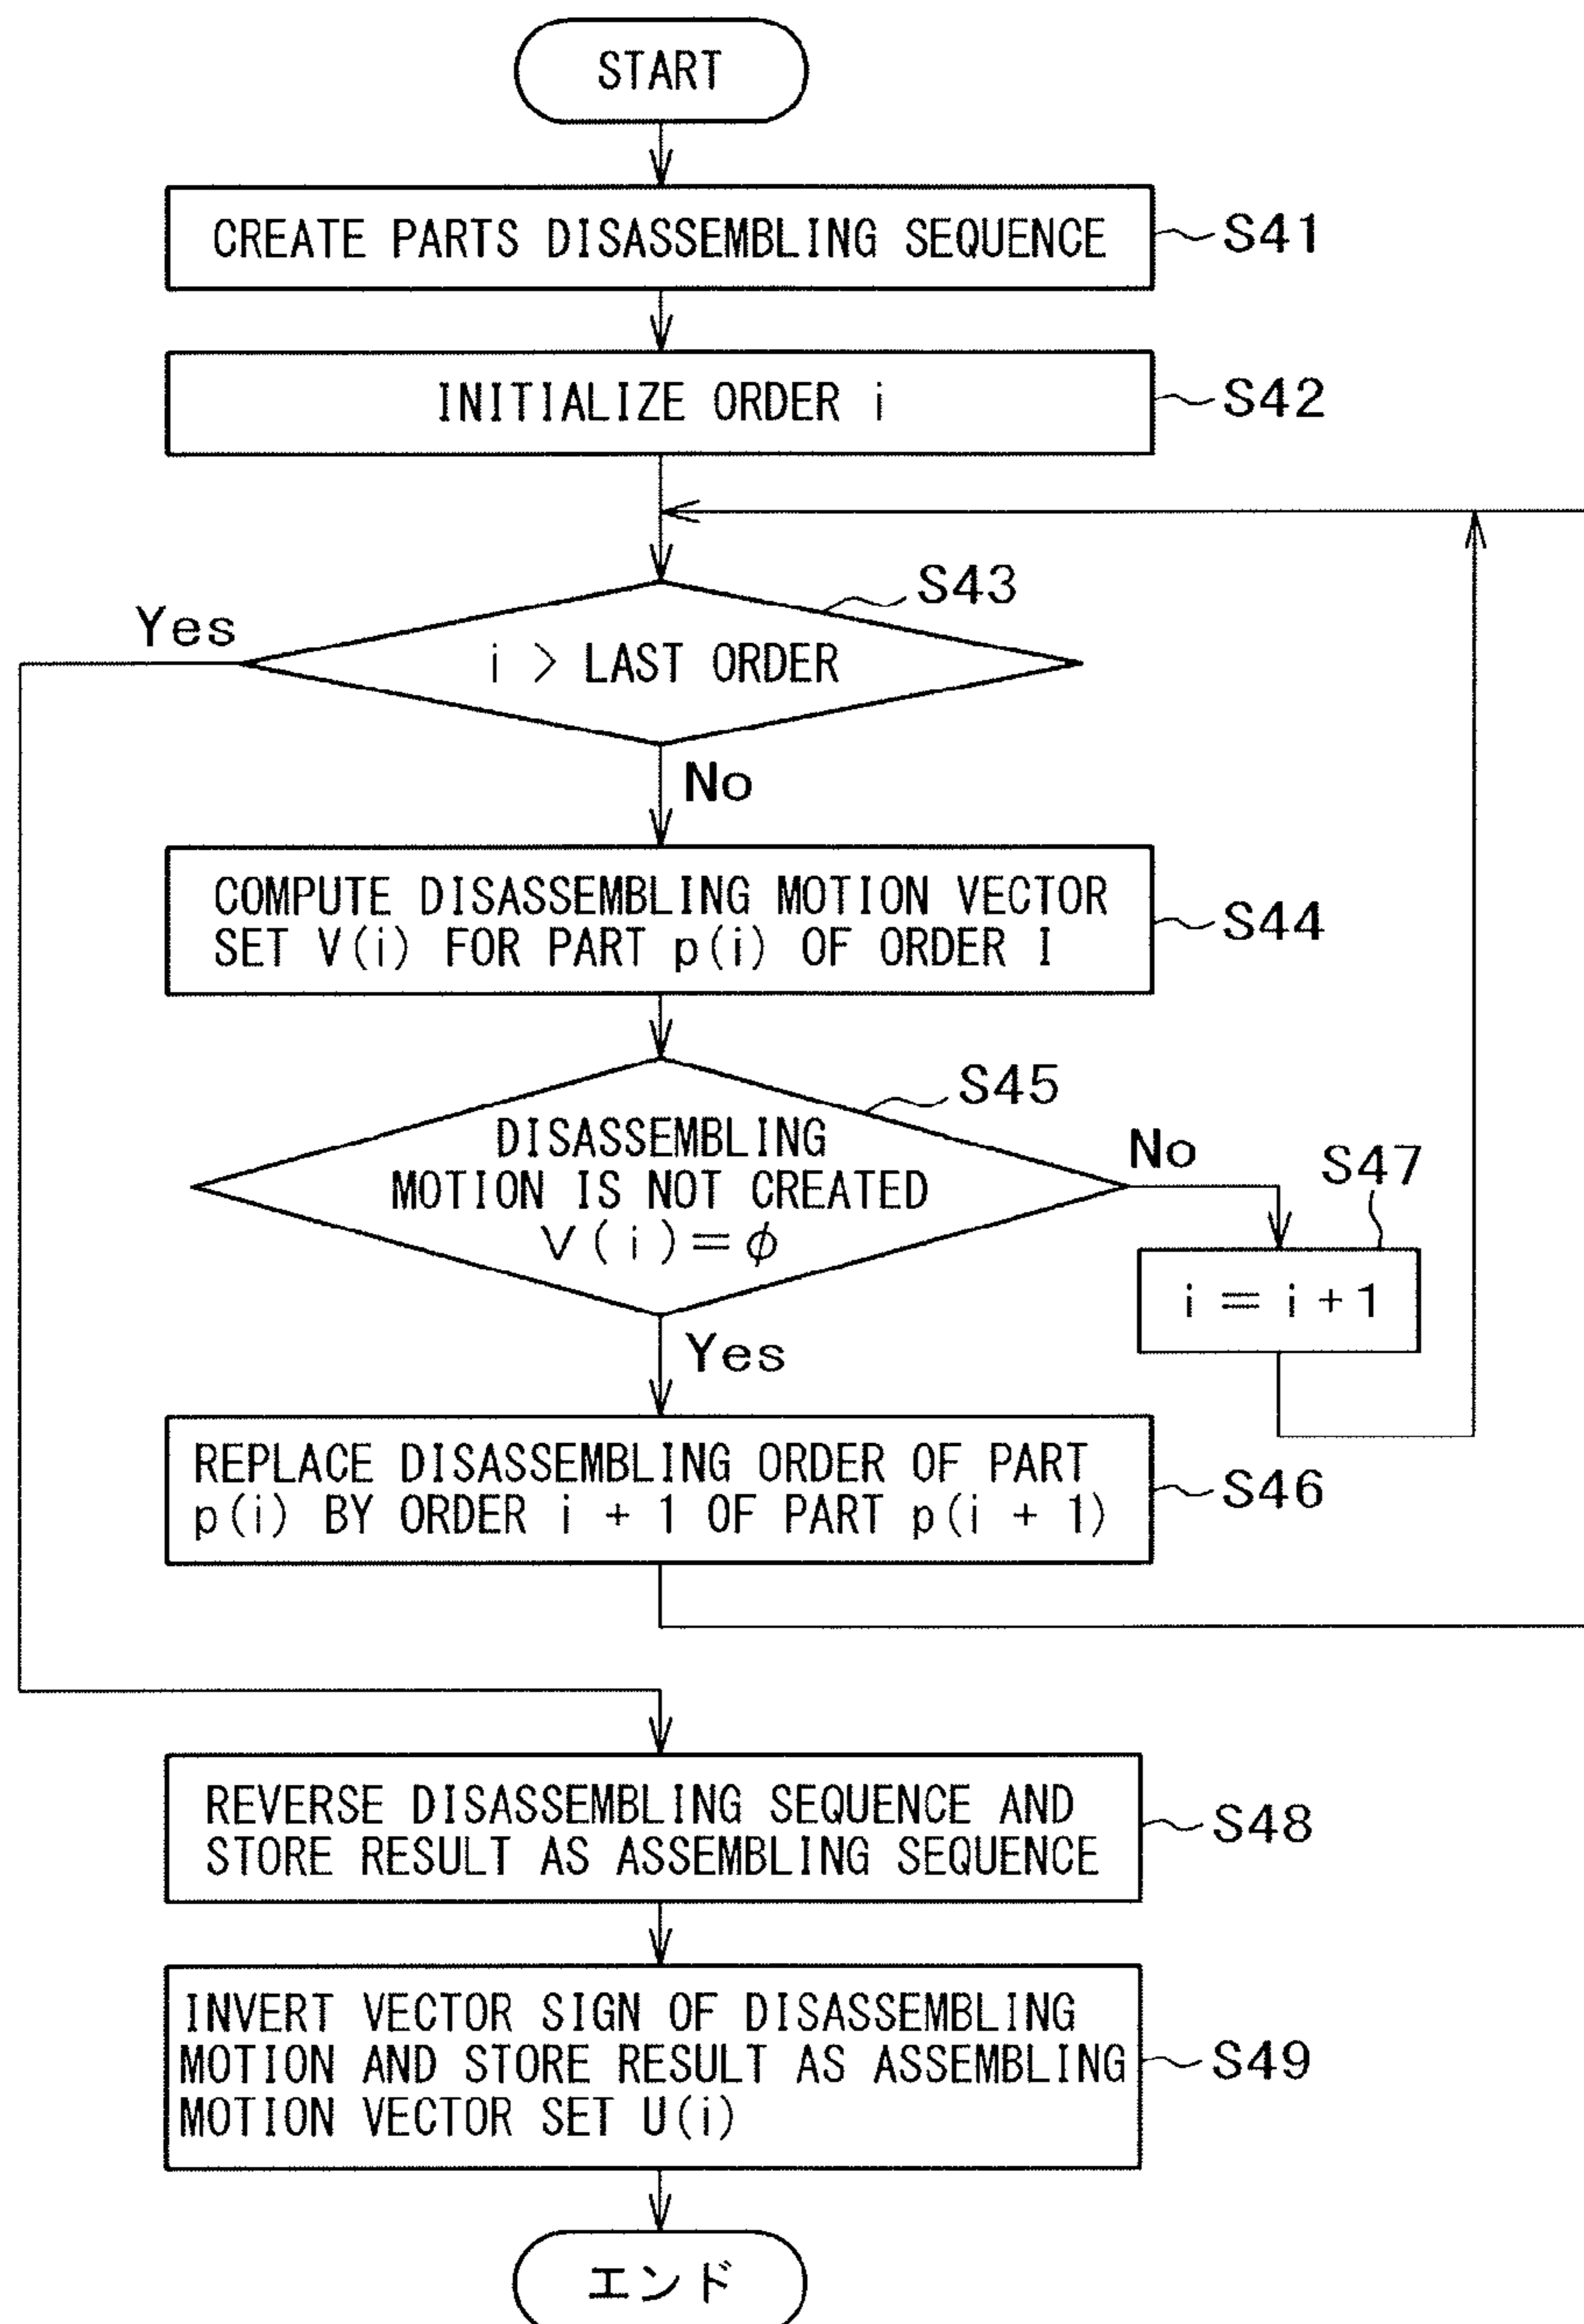 START
CREATE PARTS DISASSEMBLING SEQUENCE
S41
INITIALIZE ORDER i
S42
S43
Yes
i > LAST ORDER
No
COMPUTE DISASSEMBLING MOTION VECTOR
SET V(i) FOR PART p(i) OF ORDER I
S44
S45
DISASSEMBLING
MOTION IS NOT CREATED
V(i)=φ
No
S47
i = i + 1
Yes
REPLACE DISASSEMBLING ORDER OF PART
p(i) BY ORDER i + 1 OF PART p(i + 1)
S46
REVERSE DISASSEMBLING SEQUENCE AND
STORE RESULT AS ASSEMBLING SEQUENCE
S48
INVERT VECTOR SIGN OF DISASSEMBLING
MOTION AND STORE RESULT AS ASSEMBLING
MOTION VECTOR SET U(i)
S49
エンド